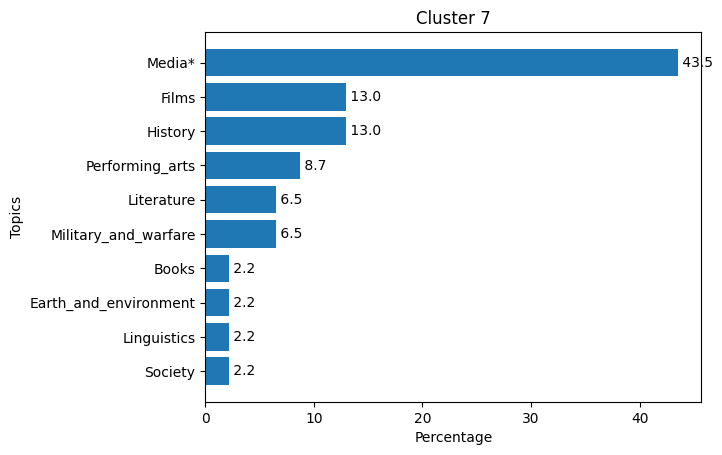 Cluster 7
Media* 43.5
Films 13.0
History 13.0
Performing_arts 8.7
Literature 6.5
Military_and_warfare 6.5
Books 2.2
Earth_and_environment 2.2
Linguistics 2.2
Society 2.2
Topics
0 10 20 30 40
Percentage